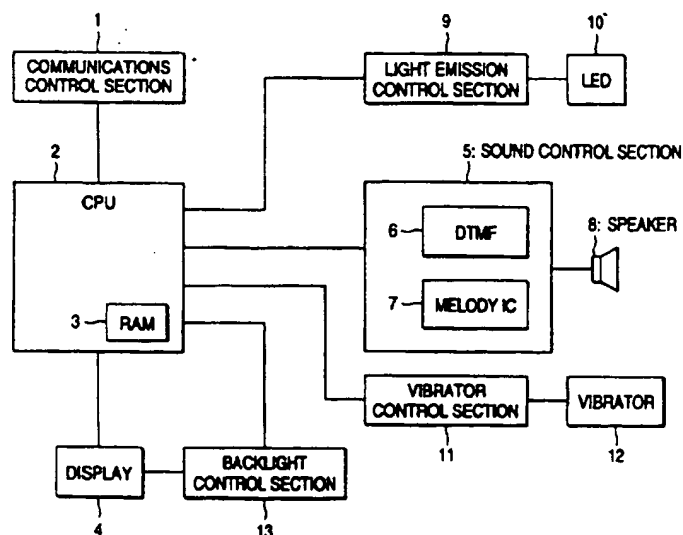 1
9
10
COMMUNICATIONS
CONTROL SECTION
LIGHT EMISSION
CONTROL SECTION
LED
2
CPU
5: SOUND CONTROL SECTION
6
DTMF
8: SPEAKER
7
MELODY IC
3
RAM
VIBRATOR
CONTROL SECTION
VIBRATOR
11
12
DISPLAY
BACKLIGHT
CONTROL SECTION
4
13